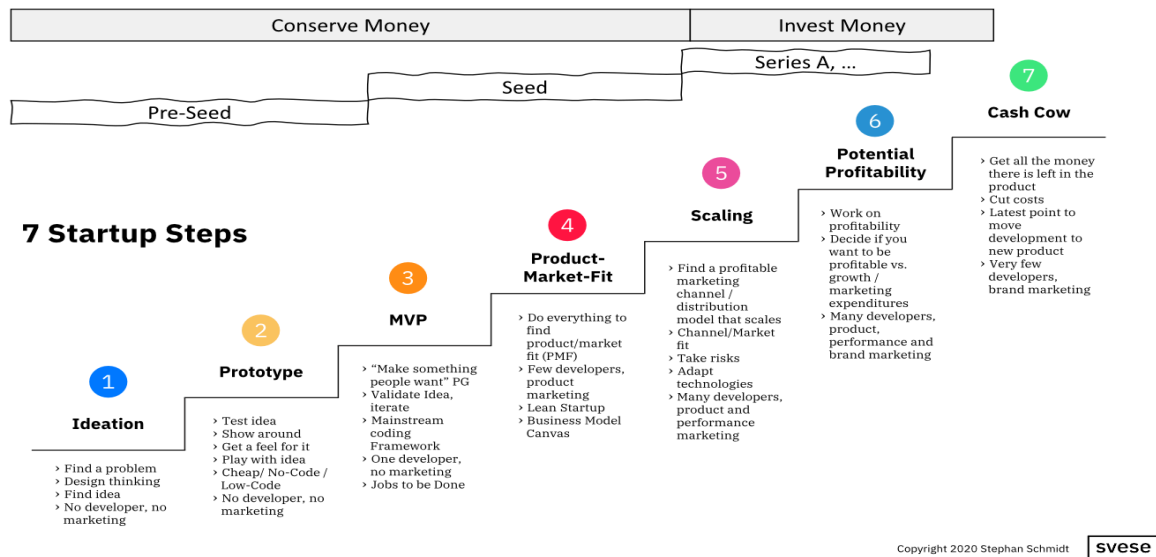 Conserve Money
Invest Money
Series A, ...
Seed
Pre-Seed
7 Startup Steps
1
Ideation
› Find a problem
› Design thinking
› Find idea
› No developer, no
marketing
2
Prototype
› Test idea
› Show around
› Get a feel for it
› Play with idea
› Cheap/ No-Code /
Low-Code
› No developer, no
marketing
3
MVP
› “Make something
people want” PG
› Validate Idea,
iterate
› Mainstream
coding
Framework
› One developer,
no marketing
› Jobs to be Done
4
Product-
Market-Fit
› Do everything to
find
product/market
fit (PMF)
› Few developers,
product
marketing
› Lean Startup
› Business Model
Canvas
5
Scaling
› Find a profitable
marketing
channel /
distribution
model that scales
› Channel/Market
fit
› Take risks
› Adapt
technologies
› Many developers,
product and
performance
marketing
6
Potential
Profitability
› Work on
profitability
› Decide if you
want to be
profitable vs.
growth /
marketing
expenditures
› Many developers,
product,
performance and
brand marketing
7
Cash Cow
› Get all the money
there is left in the
product
› Cut costs
› Latest point to
move
development to
new product
› Very few
developers,
brand marketing
Copyright 2020 Stephan Schmidt
svese